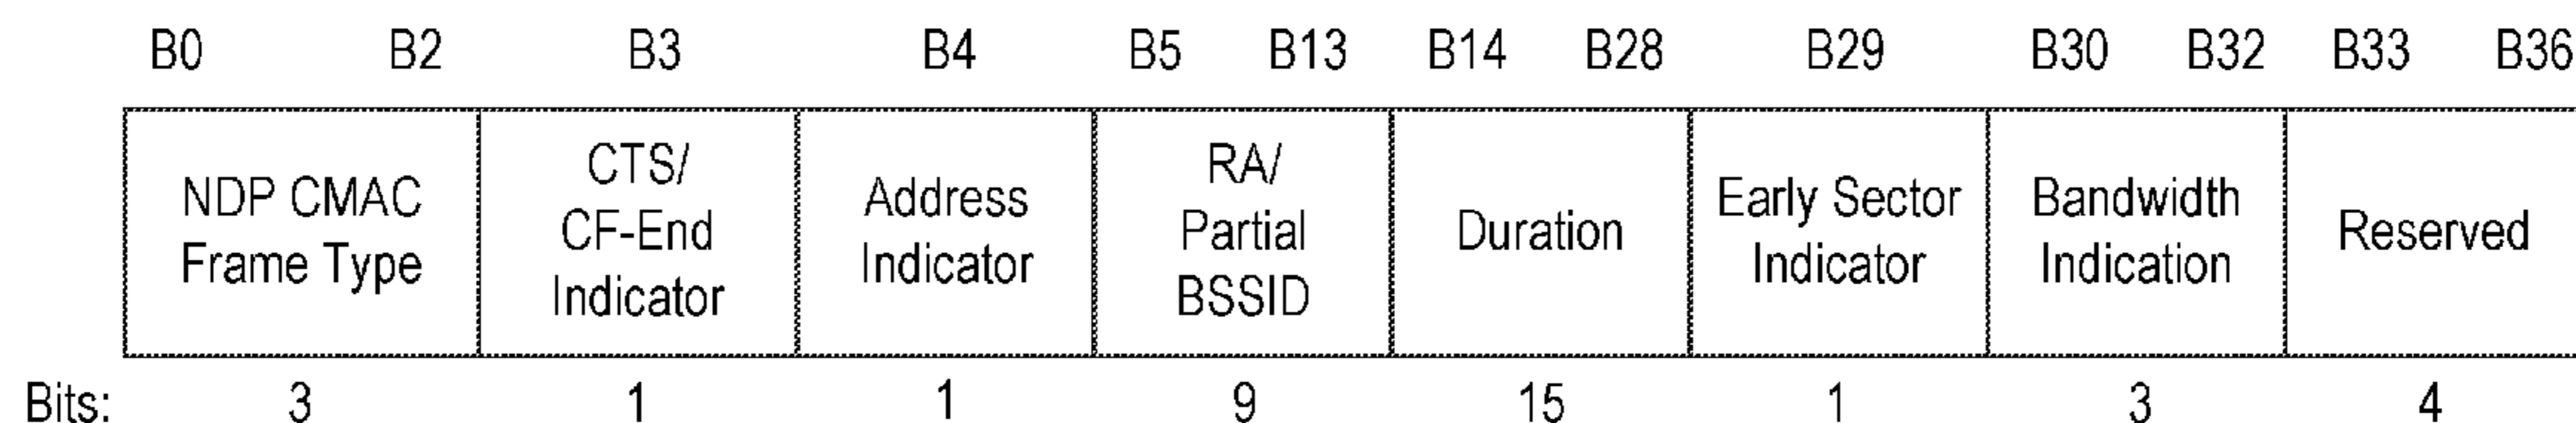 B0 B2 B3 B4 B5 B13 B14 B28 B29 B30 B32 B33 B36
NDP CMAC
Frame Type
CTS/
CF-End
Indicator
Address
Indicator
RA/
Partial
BSSID
Duration
Early Sector
Indicator
Bandwidth
Indication
Reserved
Bits: 3 1 1 9 15 1 3 4